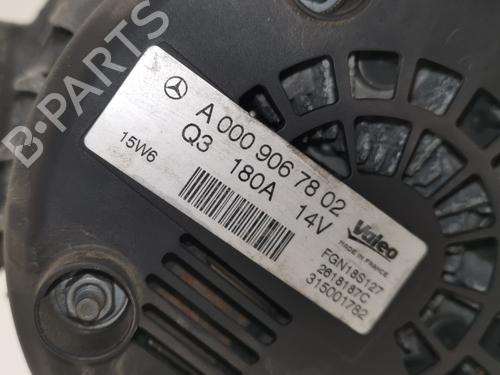 B-PARTS
A 000 906 78 02
Q3 180A 14V
15W6
Valeo
MADE IN FRANCE
FGN18S127
2618187C
315001782